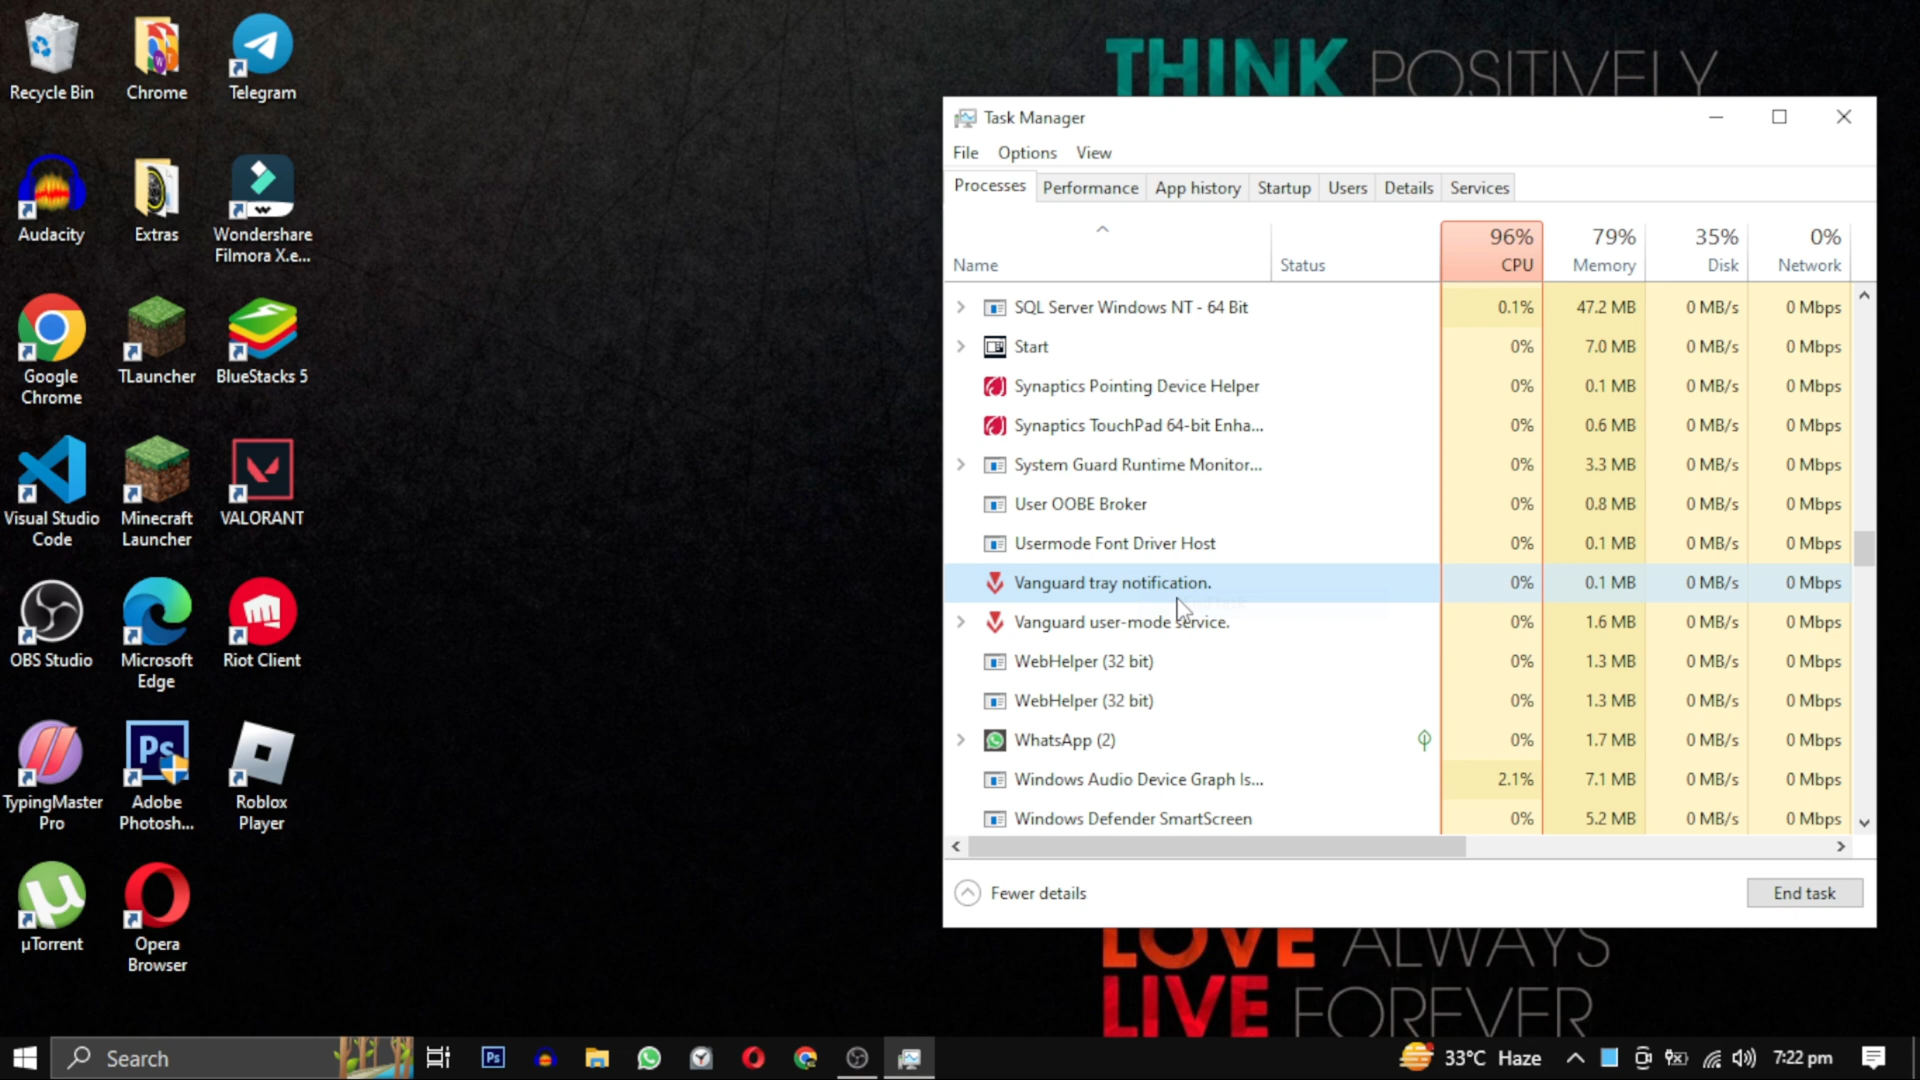 THINK POSITIVELY
Recycle Bin
Chrome
Telegram
Audacity
Extras
Wondershare
Filmora X.e...
Google
Chrome
TLauncher
BlueStacks 5
Visual Studio
Code
Minecraft
Launcher
VALORANT
OBS Studio
Microsoft
Edge
Riot Client
TypingMaster
Pro
Ps
Adobe
Photosh...
Roblox
Player
µTorrent
Opera
Browser
Task Manager
File Options View
Processes Performance App history Startup Users Details Services
96% 79% 35% 0%
Name Status CPU Memory Disk Network
SQL Server Windows NT - 64 Bit 0.1% 47.2 MB 0 MB/s 0 Mbps
Start 0% 7.0 MB 0 MB/s 0 Mbps
Synaptics Pointing Device Helper 0% 0.1 MB 0 MB/s 0 Mbps
Synaptics TouchPad 64-bit Enha... 0% 0.6 MB 0 MB/s 0 Mbps
System Guard Runtime Monitor... 0% 3.3 MB 0 MB/s 0 Mbps
User OOBE Broker 0% 0.8 MB 0 MB/s 0 Mbps
Usermode Font Driver Host 0% 0.1 MB 0 MB/s 0 Mbps
Vanguard tray notification. 0% 0.1 MB 0 MB/s 0 Mbps
Vanguard user-mode service. 0% 1.6 MB 0 MB/s 0 Mbps
WebHelper (32 bit) 0% 1.3 MB 0 MB/s 0 Mbps
WebHelper (32 bit) 0% 1.3 MB 0 MB/s 0 Mbps
WhatsApp (2) 0% 1.7 MB 0 MB/s 0 Mbps
Windows Audio Device Graph Is... 2.1% 7.1 MB 0 MB/s 0 Mbps
Windows Defender SmartScreen 0% 5.2 MB 0 MB/s 0 Mbps
Fewer details End task
LOVE ALWAYS
LIVE FOREVER
Search Ps 33°C Haze 7:22 pm